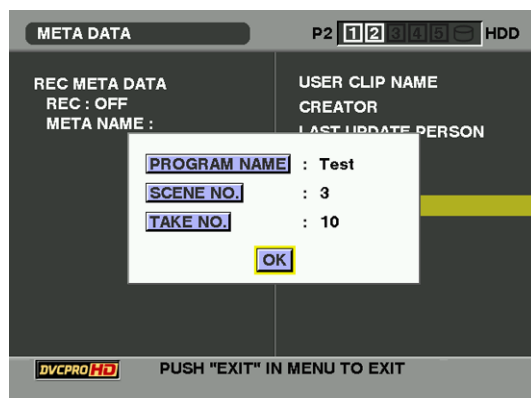 META DATA
P2 1 2 3 4 5 HDD
REC META DATA
REC : OFF
META NAME :
USER CLIP NAME
CREATOR
LAST UPDATE PERSON
PROGRAM NAME : Test
SCENE NO. : 3
TAKE NO. : 10
OK
DVCPRO HD PUSH "EXIT" IN MENU TO EXIT